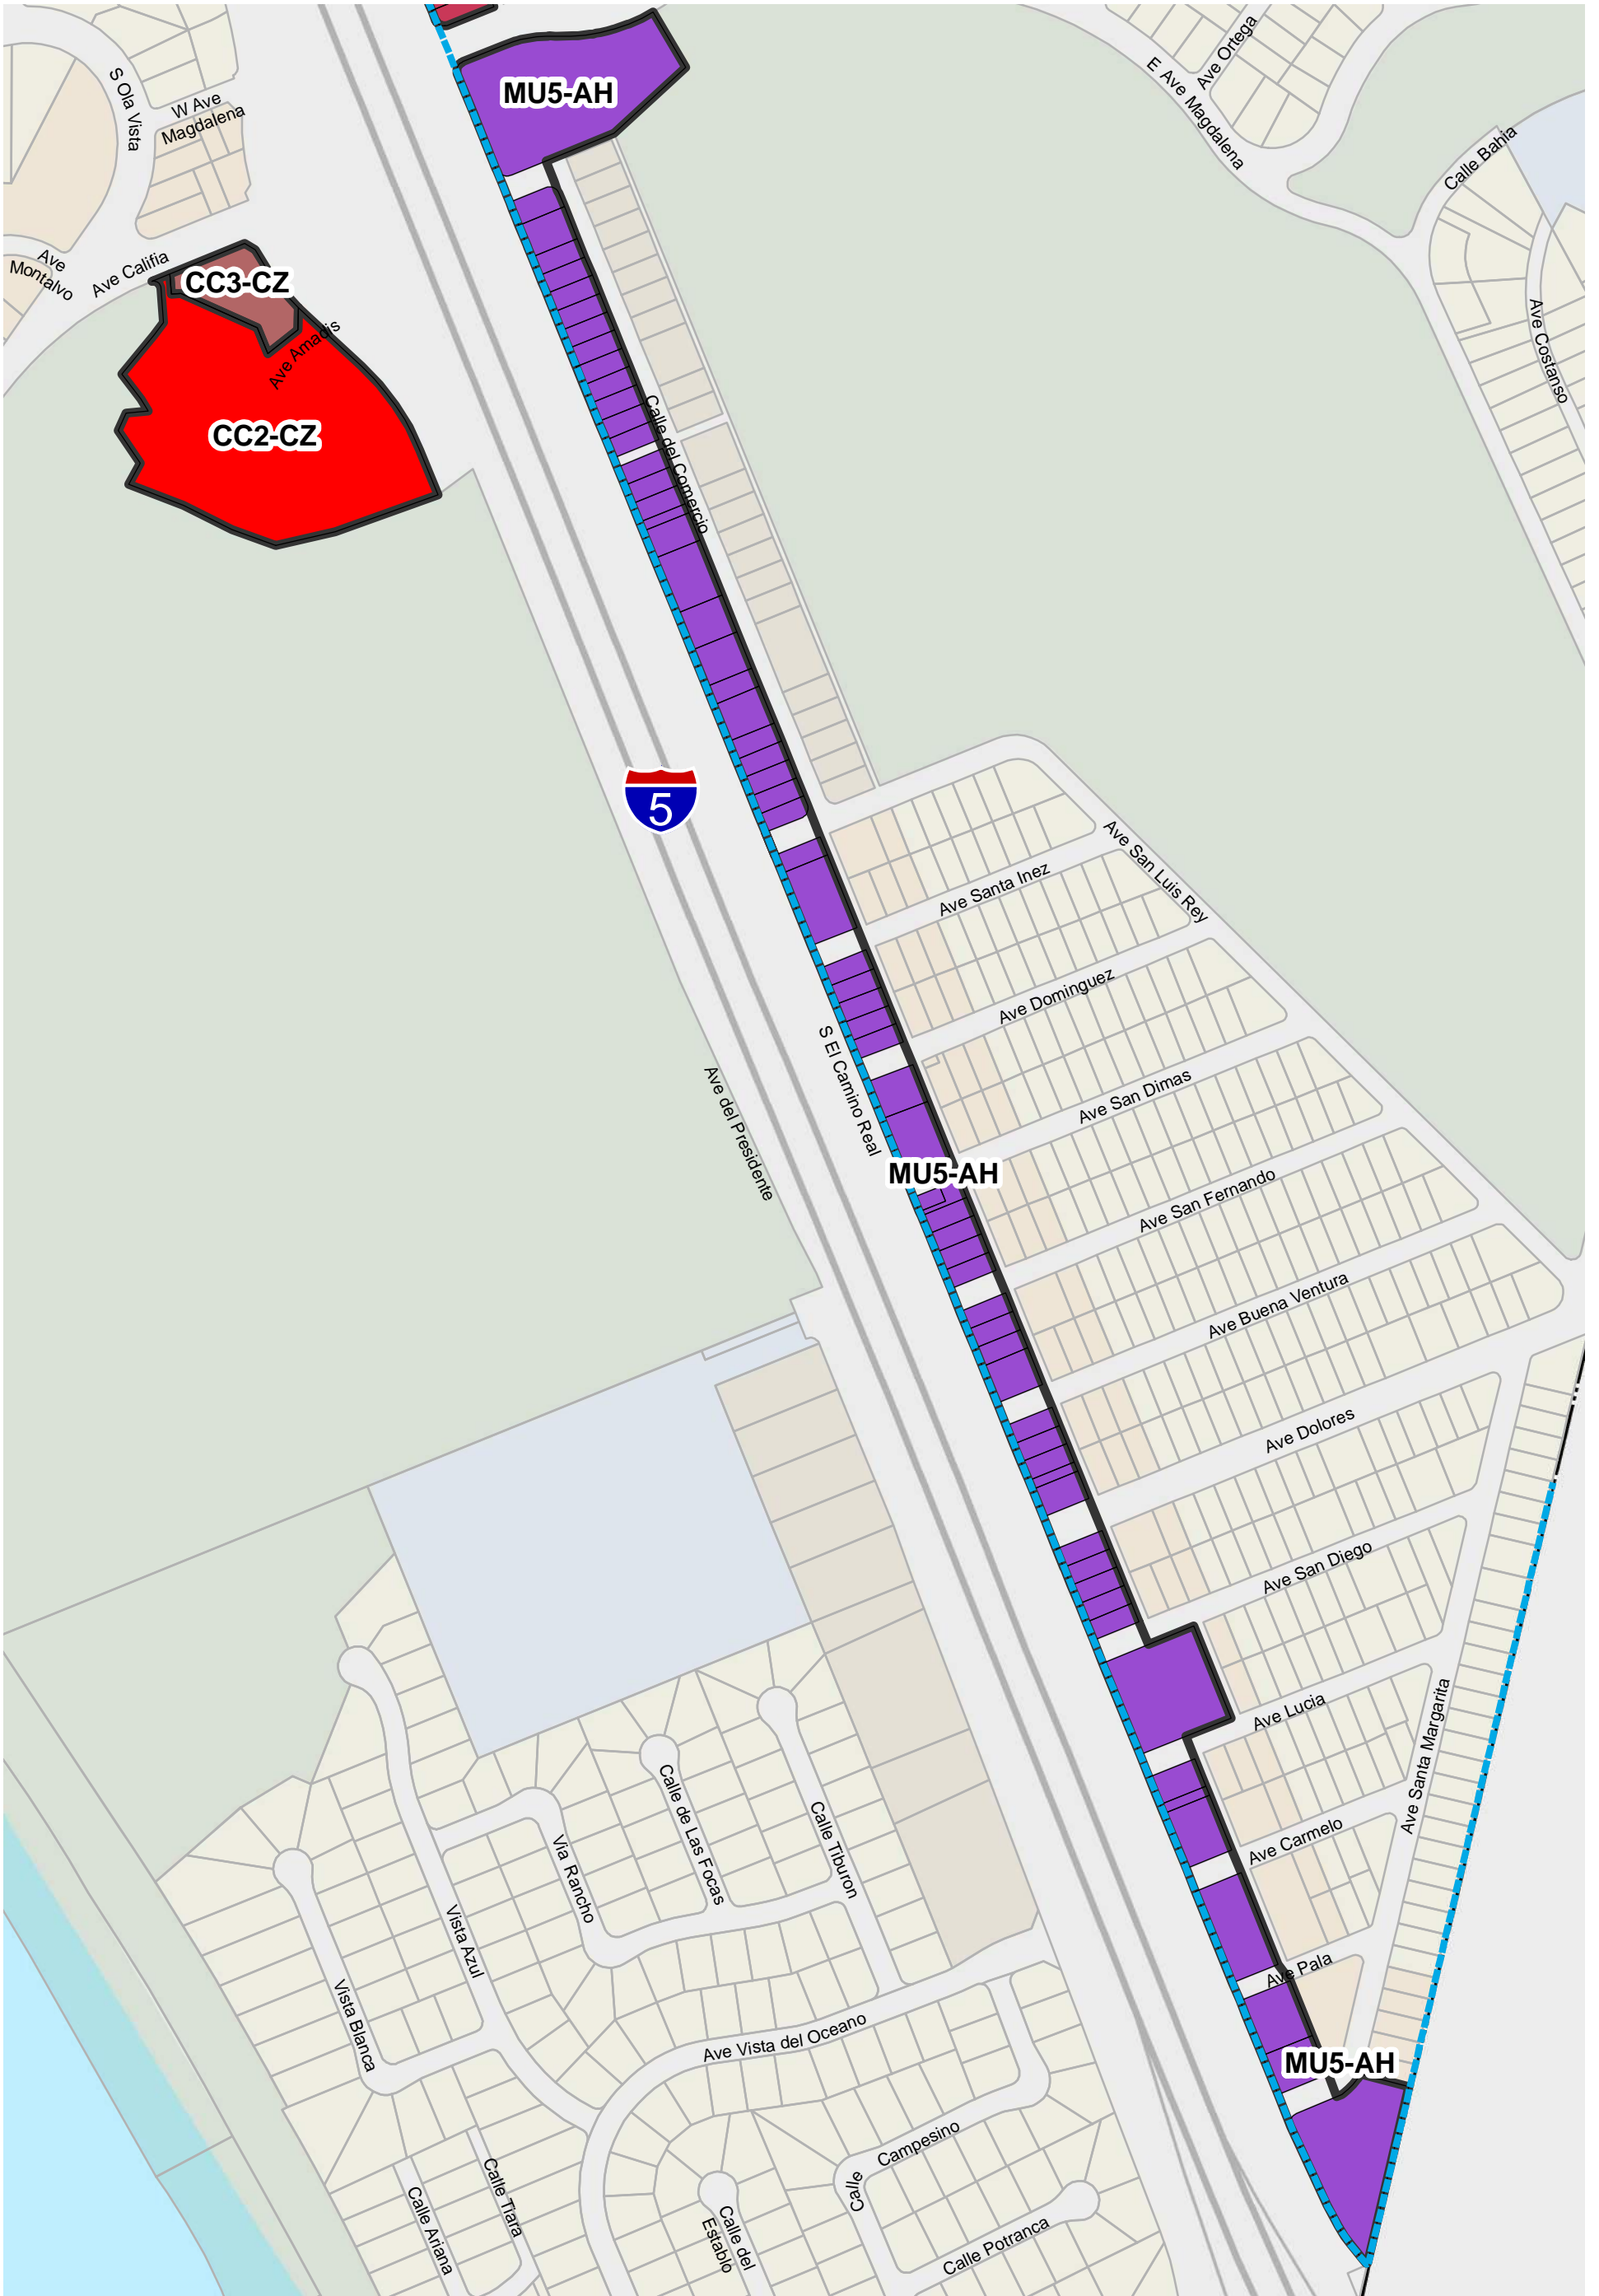 MU5-AH
S Ola Vista
W Ave
Magdalena
Ave Ortega
E Ave Magdalena
Calle Bahia
Ave
Montalvo
Ave Califia
CC3-CZ
Ave Amadis
CC2-CZ
Ave Costanso
Calle del Comercio
5
Ave San Luis Rey
Ave Santa Inez
Ave Dominguez
S El Camino Real
Ave del Presidente
Ave San Dimas
MU5-AH
Ave San Fernando
Ave Buena Ventura
Ave Dolores
Ave San Diego
Ave Lucia
Ave Santa Margarita
Ave Carmelo
Calle de Las Focas
Calle Tiburon
Via Rancho
Vista Azul
Vista Blanca
Ave Pala
Ave Vista del Oceano
MU5-AH
Campesino
Calle
Calle Tiara
Calle Ariana
Calle del
Establo
Calle Potranca